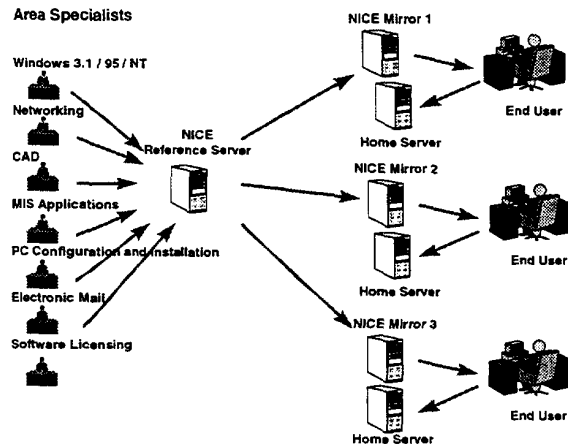 Area Specialists
Windows 3.1 / 95 / NT
Networking
CAD
MIS Applications
PC Configuration and Installation
Electronic Mail
Software Licensing
NICE
Reference Server
NICE Mirror 1
Home Server
End User
NICE Mirror 2
Home Server
End User
NICE Mirror 3
Home Server
End User